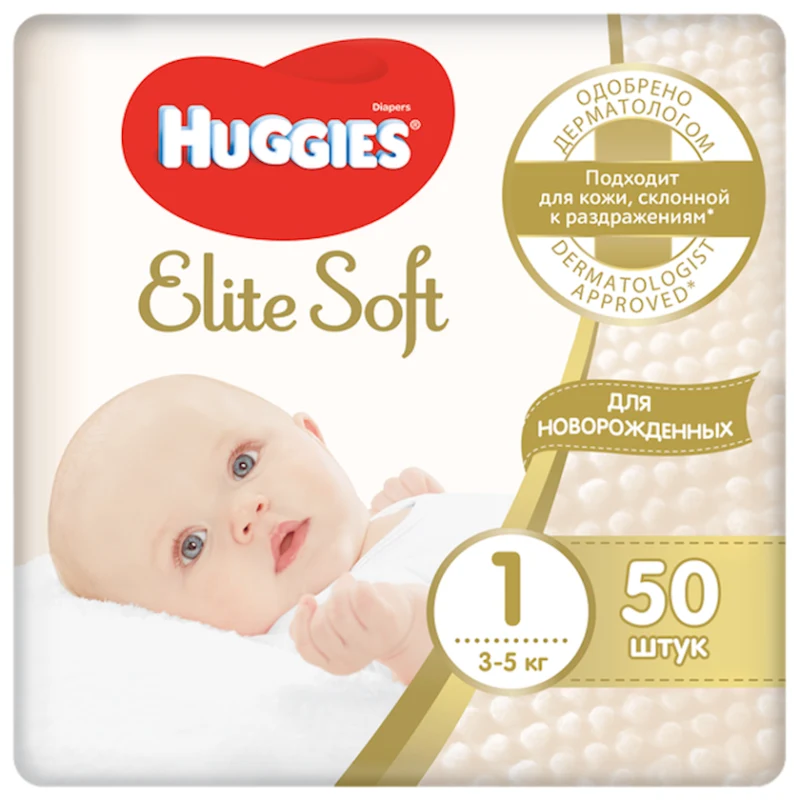 Diapers
HUGGIES®
Elite Soft
ОДОБРЕНО
ДЕРМАТОЛОГОМ
Подходит
для кожи, склонной
к раздражениям*
DERMATOLOGIST
APPROVED*
ДЛЯ
НОВОРОЖДЕННЫХ
1
3-5 кг
50
штук